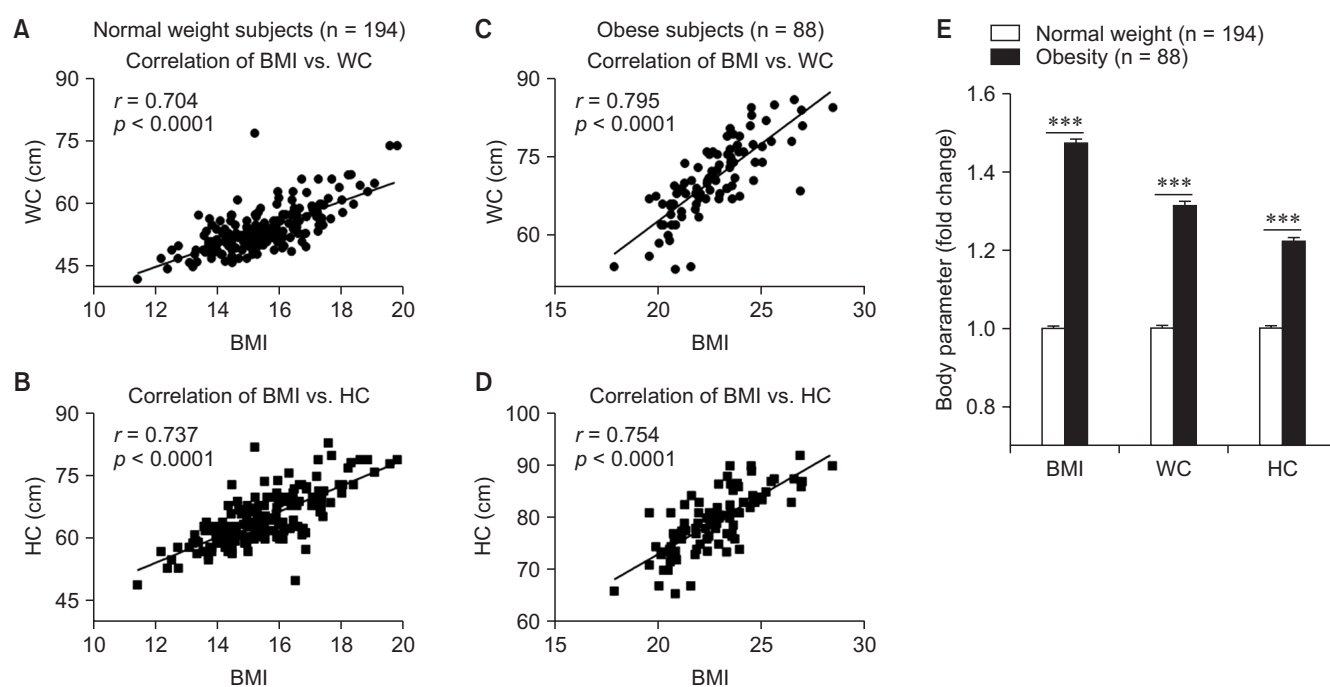 A
Normal weight subjects (n = 194)
Correlation of BMI vs. WC
r = 0.704
p < 0.0001
90
75
60
45
WC (cm)
10 12 14 16 18 20
BMI
B
Correlation of BMI vs. HC
r = 0.737
p < 0.0001
90
75
60
45
HC (cm)
10 12 14 16 18 20
BMI
C
Obese subjects (n = 88)
Correlation of BMI vs. WC
r = 0.795
p < 0.0001
90
75
60
WC (cm)
15 20 25 30
BMI
D
Correlation of BMI vs. HC
r = 0.754
p < 0.0001
100
90
80
70
60
HC (cm)
15 20 25 30
BMI
E
Normal weight (n = 194)
Obesity (n = 88)
1.6
1.4
1.2
1.0
0.8
Body parameter (fold change)
***
***
***
BMI WC HC